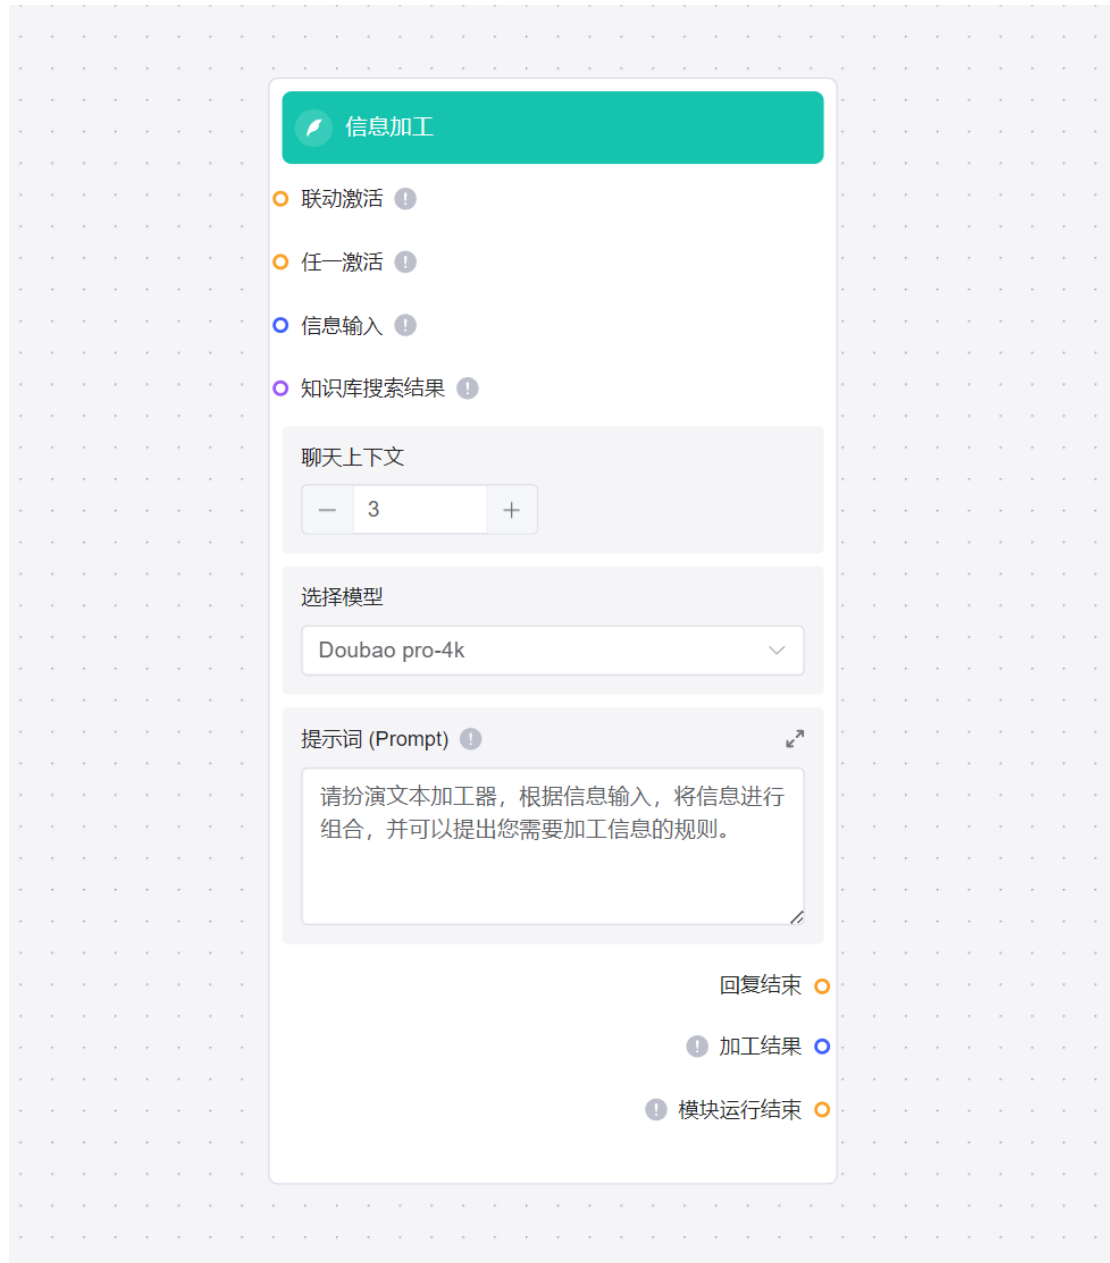 信息加工
联动激活
任一激活
信息输入
知识库搜索结果
聊天上下文
3
选择模型
Doubao pro-4k
提示词 (Prompt)
请扮演文本加工器，根据信息输入，将信息进行
组合，并可以提出您需要加工信息的规则。
回复结束
加工结果
模块运行结束